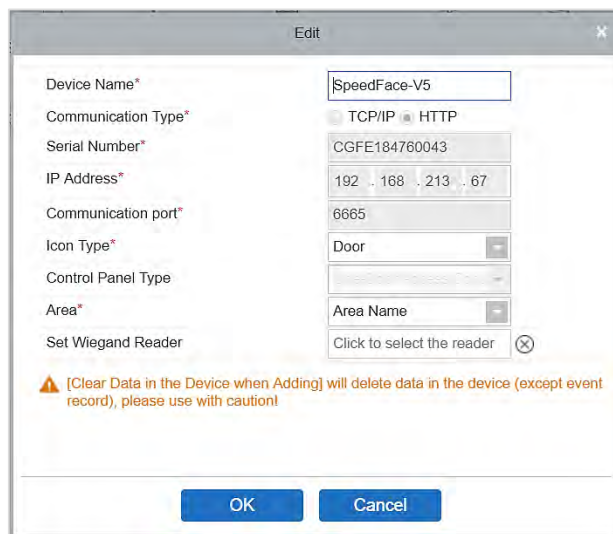 Edit ×
Device Name* SpeedFace-V5
Communication Type* TCP/IP HTTP
Serial Number* CGFE184760043
IP Address* 192 . 168 . 213 . 67
Communication port* 6665
Icon Type* Door
Control Panel Type
Area* Area Name
Set Wiegand Reader Click to select the reader
[Clear Data in the Device when Adding] will delete data in the device (except event
record), please use with caution!
OK Cancel